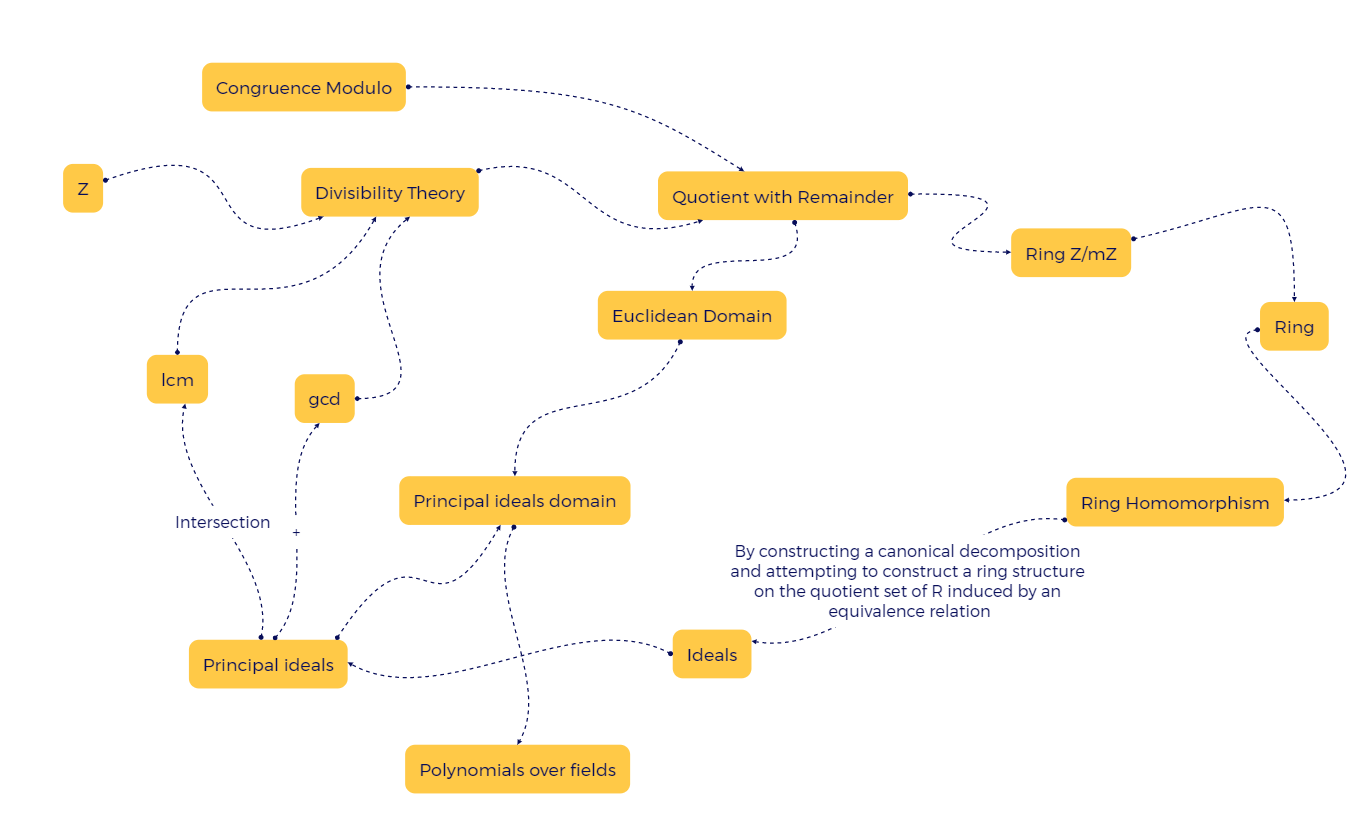 Congruence Modulo
Z
Divisibility Theory
Quotient with Remainder
Ring Z/mZ
Euclidean Domain
Ring
lcm
gcd
Principal ideals domain
Ring Homomorphism
Intersection
+
By constructing a canonical decomposition
and attempting to construct a ring structure
on the quotient set of R induced by an
equivalence relation
Ideals
Principal ideals
Polynomials over fields